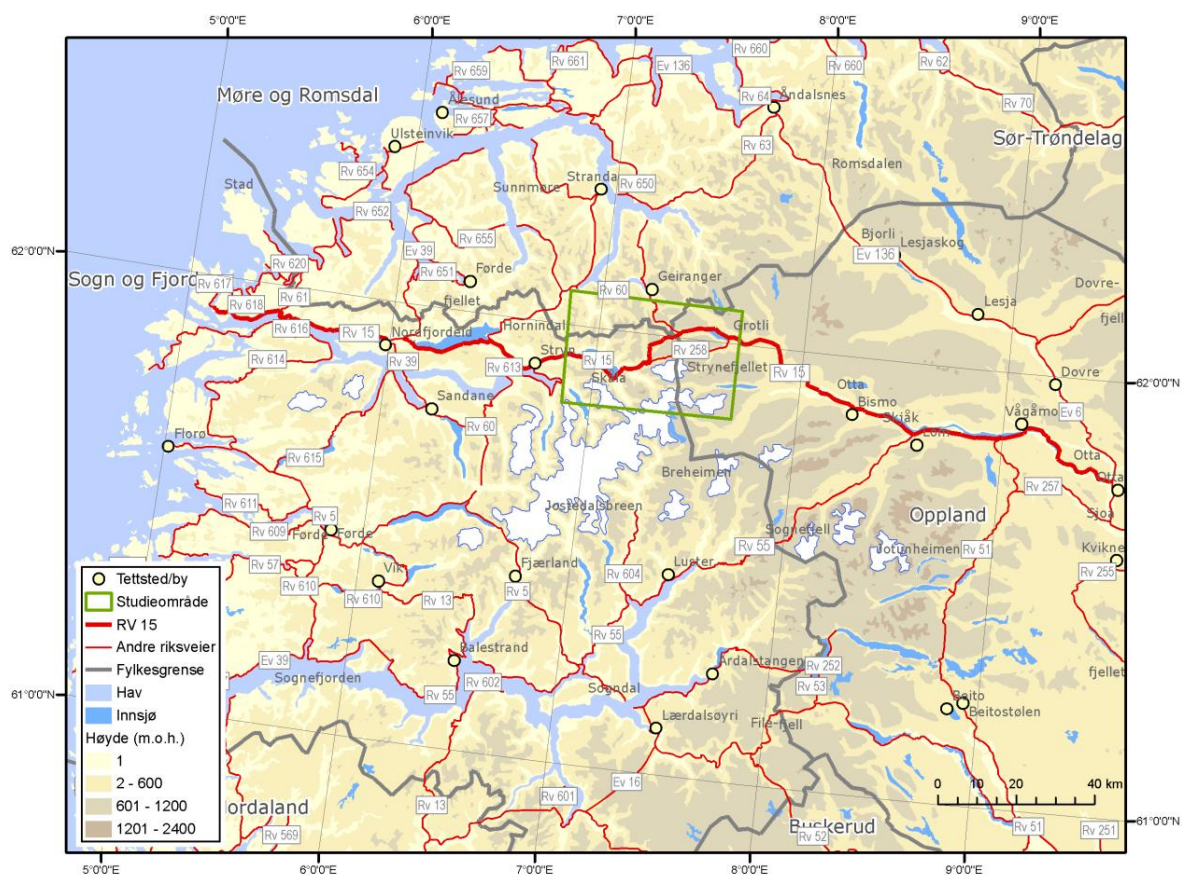 5°0'0"E
6°0'0"E
7°0'0"E
8°0'0"E
9°0'0"E
Rv 660
Rv 661
Ev 136
Rv 660
Rv 62
Rv 659
Møre og Romsdal
Rv 64
Åndalsnes
Rv 70
Ålesund
Rv 657
Ulsteinvik
Rv 63
Sør-Trøndelag
Romsdalen
Rv 654
Stranda
Rv 650
Stad
Sunnmøre
Rv 652
Bjorli
Lesjaskog
Rv 655
Ev 39
62°0'0"N
Ev 136
Rv 620
Rv 651
Førde
Sogn og Fjord
Rv 617
Geiranger
Dovre-
Rv 61
Rv 60
fjellet
Lesja
fjell
Rv 618
Rv 616
Rv 15
Nordfjordeid
Hornindal
Grotli
Rv 614
Rv 39
Rv 613
Stryn
Rv 15
Rv 258
Strynefjellet
Rv 15
Skåla
Dovre
62°0'0"N
Otta
Sandane
Bismo
Skjåk
Vågåmo
Ev 6
Rv 60
Florø
Lom
Otta
Rv 615
Breheimen
Otta
Rv 257
Rv 611
Jostedalsbreen
Oppland
Sjoa
Rv 5
Rv 609
Førde
Førde
Sognefjell
Jotunheimen
Kvikne
Rv 55
Rv 51
Rv 57
Fjærland
Luster
Rv 255
Vik
Rv 604
Rv 610
Rv 610
Rv 13
Rv 5
Rv 55
Balestrand
Ev 39
Årdalstangen
Rv 252
fjellet
Sognefjorden
Rv 602
Sogndal
Rv 53
61°0'0"N
Rv 55
Beito
Beitostølen
Lærdalsøyri
File-fjell
Ev 16
0
10
20
40 km
Rv 13
Rv 601
ordaland
Buskerud
Rv 51
Rv 251
61°0'0"N
Rv 569
Rv 52
Tettsted/by
Studieområde
RV 15
Andre riksveier
Fylkesgrense
Hav
Innsjø
Høyde (m.o.h.)
1
2 - 600
601 - 1200
1201 - 2400
5°0'0"E
6°0'0"E
7°0'0"E
8°0'0"E
9°0'0"E